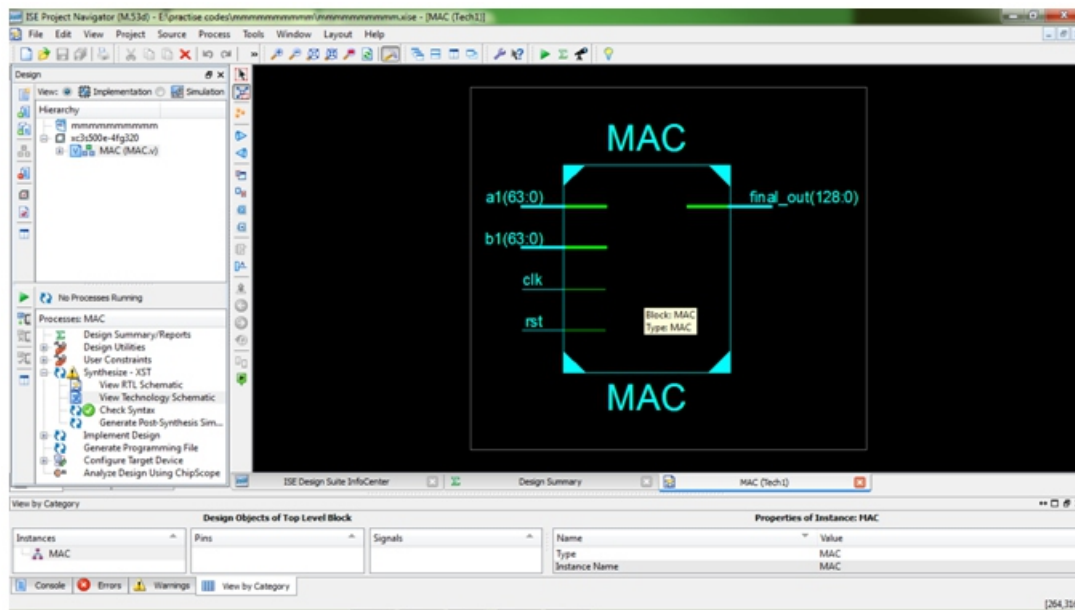 ISE Project Navigator (M.53d) - E:\practise codes\mmmmmmmmmm\mmmmmmmmmm.xise - [MAC (Tech1)]
File Edit View Project Source Process Tools Window Layout Help
Design
View: Implementation Simulation
Hierarchy
mmmmmmmmmm
xc3s500e-4fg320
MAC (MAC.v)
No Processes Running
Processes: MAC
Design Summary/Reports
Design Utilities
User Constraints
Synthesize - XST
View RTL Schematic
View Technology Schematic
Check Syntax
Generate Post-Synthesis Sim...
Implement Design
Generate Programming File
Configure Target Device
Analyze Design Using ChipScope
MAC
a1(63:0)
final_out(128:0)
b1(63:0)
clk
rst
Block: MAC
Type: MAC
MAC
ISE Design Suite InfoCenter
Design Summary
MAC (Tech1)
View by Category
Design Objects of Top Level Block
Properties of Instance: MAC
Instances Pins Signals Name Value
MAC
Type MAC
Instance Name MAC
Console Errors Warnings View by Category